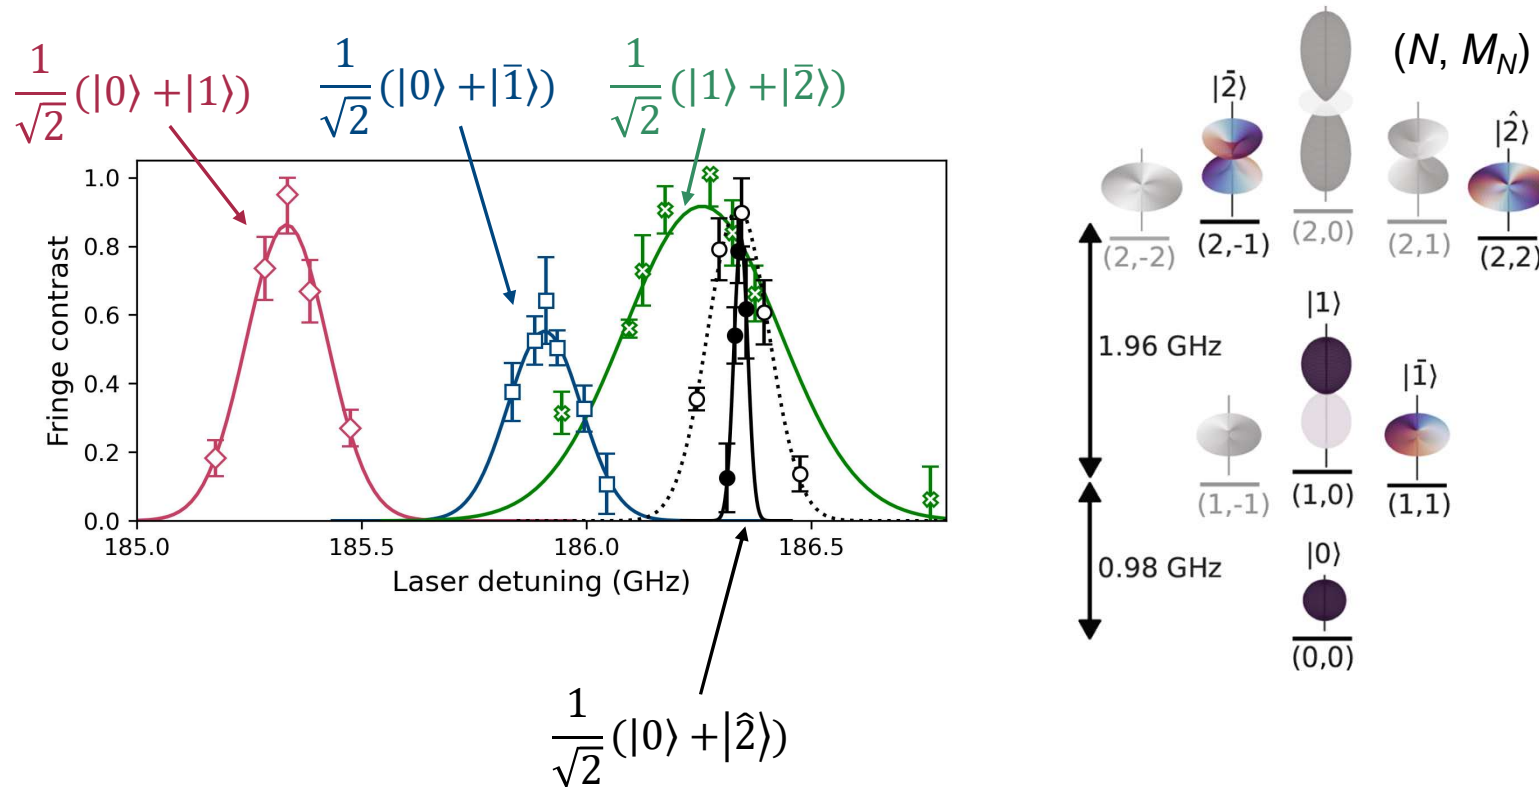 1/√2 (|0⟩ +|1⟩)
1/√2 (|0⟩ +|1̄⟩)
1/√2 (|1⟩ +|2̄⟩)
1.0
0.8
0.6
0.4
0.2
0.0
Fringe contrast
185.0 185.5 186.0 186.5
Laser detuning (GHz)
1/√2 (|0⟩ +|2̂⟩)
(N, M_N)
|2̄⟩
|2̂⟩
(2,-2) (2,-1) (2,0) (2,1) (2,2)
1.96 GHz
|1⟩
|1̄⟩
(1,-1) (1,0) (1,1)
0.98 GHz
|0⟩
(0,0)